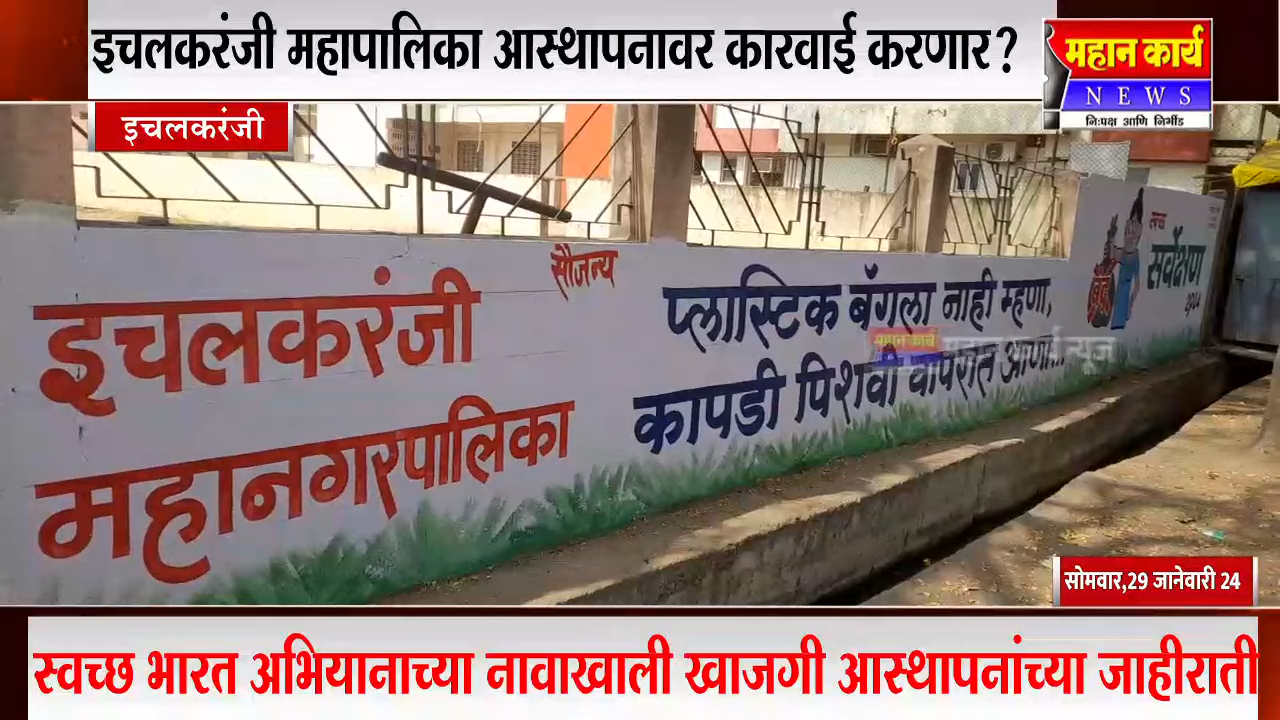 इचलकरंजी महापालिका आस्थापनावर कारवाई करणार?
महान कार्य
NEWS
निःपक्ष आणि निर्भीड
इचलकरंजी
सौजन्य
इचलकरंजी
महानगरपालिका
प्लास्टिक बॅगला नाही म्हणा,
कापडी पिशवी वापरात आणा...
स्वच्छ
सर्वेक्षण
सोमवार,29 जानेवारी 24
स्वच्छ भारत अभियानाच्या नावाखाली खाजगी आस्थापनांच्या जाहीराती